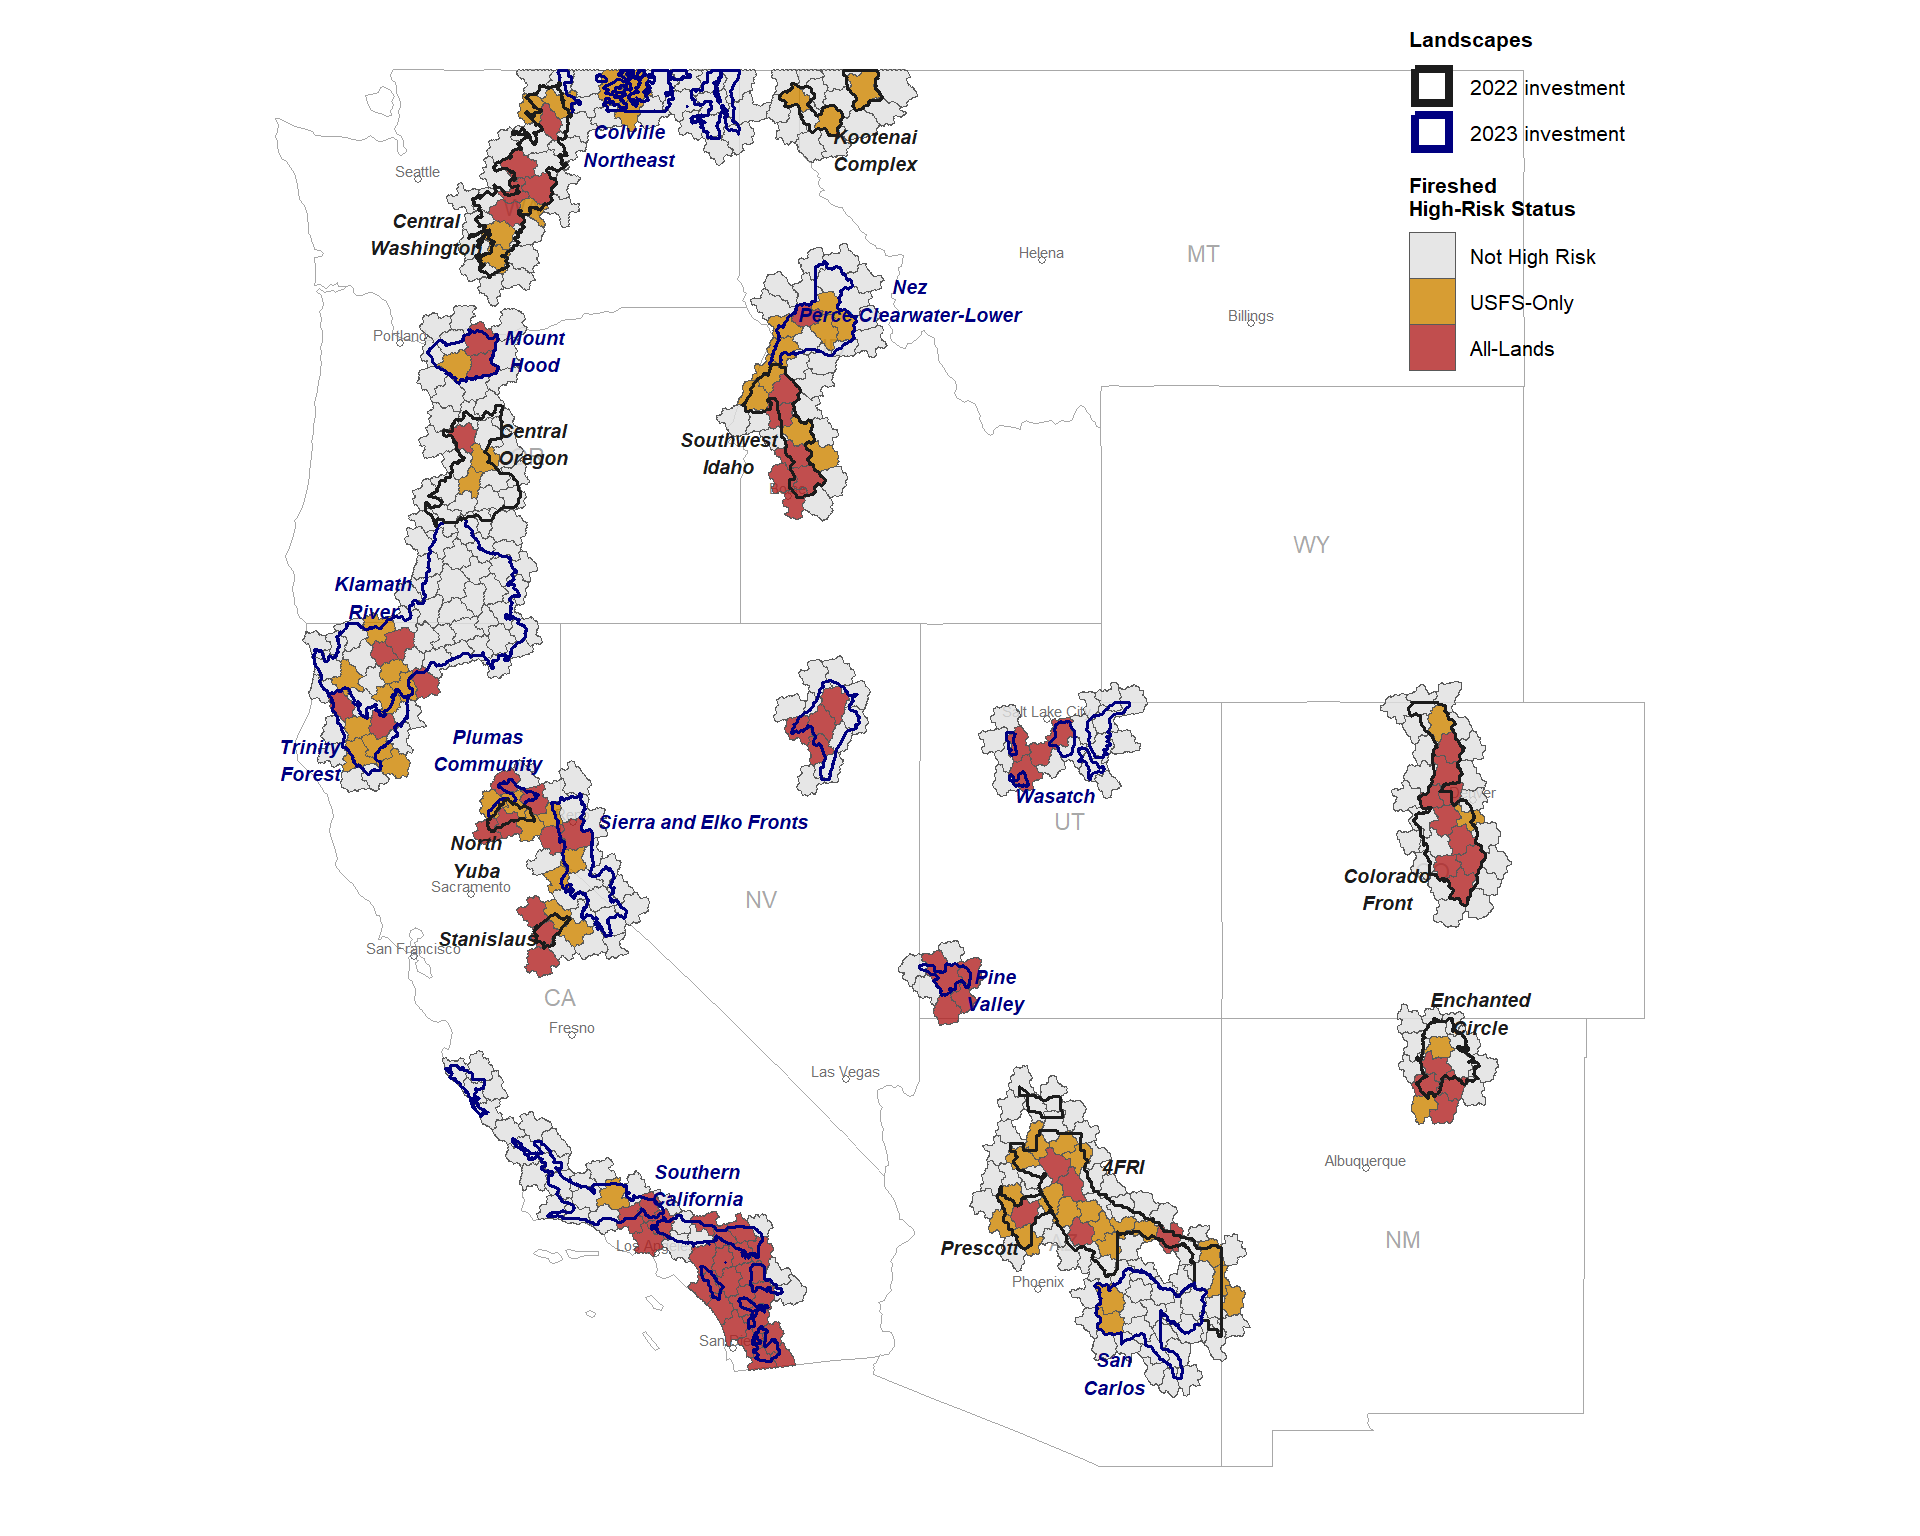 Landscapes
2022 investment
2023 investment
Fireshed
High-Risk Status
Not High Risk
USFS-Only
All-Lands
Colville
Northeast
Kootenai
Complex
Seattle
Central
Washington
Helena
MT
Nez
Perce-Clearwater-Lower
Billings
Portland
Mount
Hood
Central
Oregon
Southwest
Idaho
WY
Klamath
River
Salt Lake City
Trinity
Forest
Plumas
Community
Wasatch
UT
Sierra and Elko Fronts
North
Yuba
Sacramento
Colorado
Front
NV
Stanislaus
San Francisco
Pine
Valley
CA
Enchanted
Circle
Fresno
Las Vegas
Southern
California
4FRI
Albuquerque
Los Angeles
Prescott
NM
Phoenix
San Diego
San
Carlos